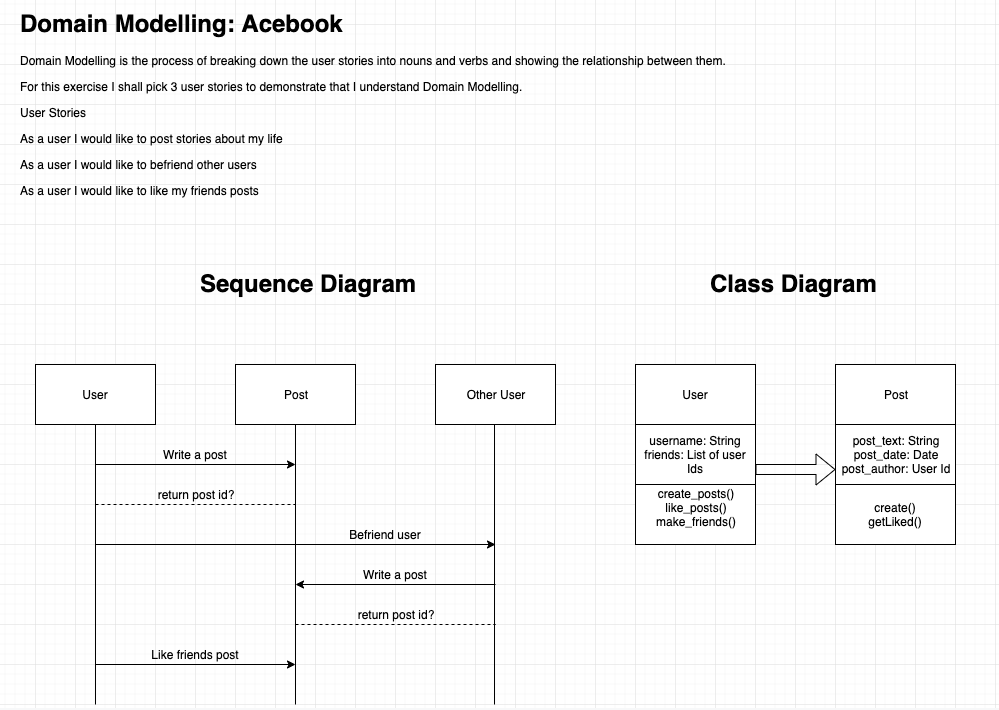 Domain Modelling: Acebook
Domain Modelling is the process of breaking down the user stories into nouns and verbs and showing the relationship between them.
For this exercise I shall pick 3 user stories to demonstrate that I understand Domain Modelling.
User Stories
As a user I would like to post stories about my life
As a user I would like to befriend other users
As a user I would like to like my friends posts
Sequence Diagram
User
Post
Other User
Write a post
return post id?
Befriend user
Write a post
return post id?
Like friends post
Class Diagram
User
username: String
friends: List of user
Ids
create_posts()
like_posts()
make_friends()
Post
post_text: String
post_date: Date
post_author: User Id
create()
getLiked()